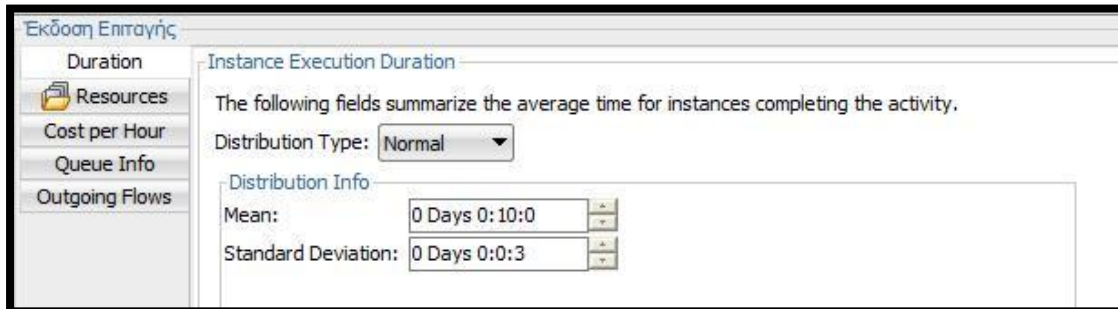 Έκδοση Επιταγής
Duration
Resources
Cost per Hour
Queue Info
Outgoing Flows
Instance Execution Duration
The following fields summarize the average time for instances completing the activity.
Distribution Type: Normal
Distribution Info
Mean: 0 Days 0:10:0
Standard Deviation: 0 Days 0:0:3